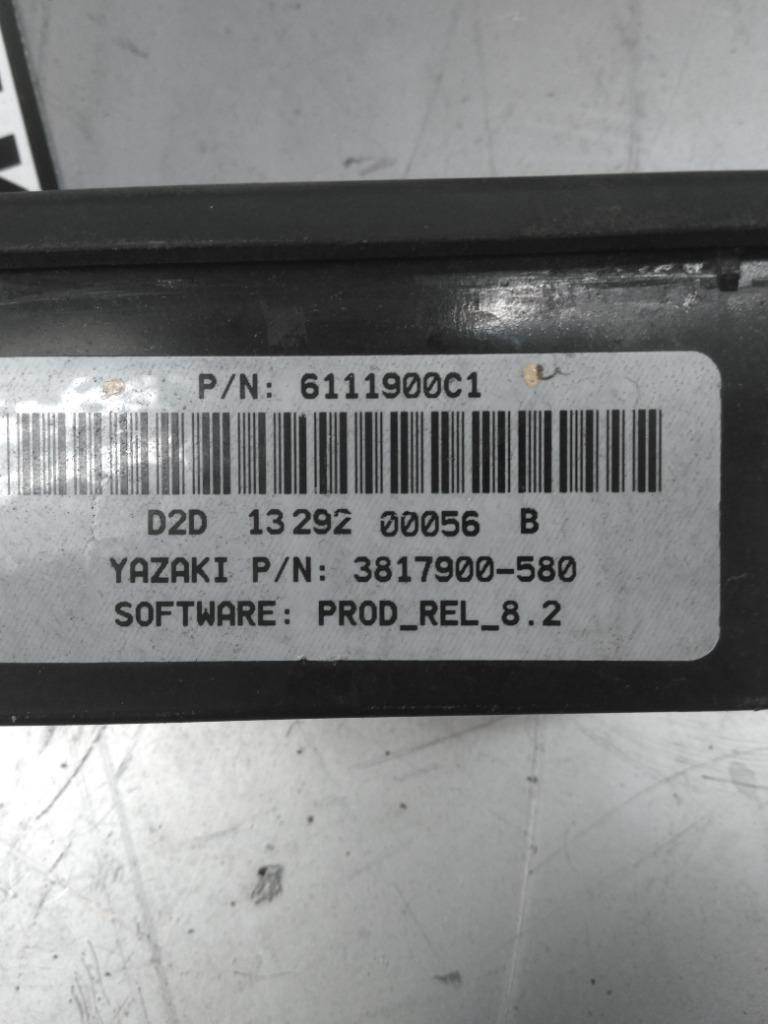 P/N: 6111900C1
D2D 13292 00056 B
YAZAKI P/N: 3817900-580
SOFTWARE: PROD_REL_8.2